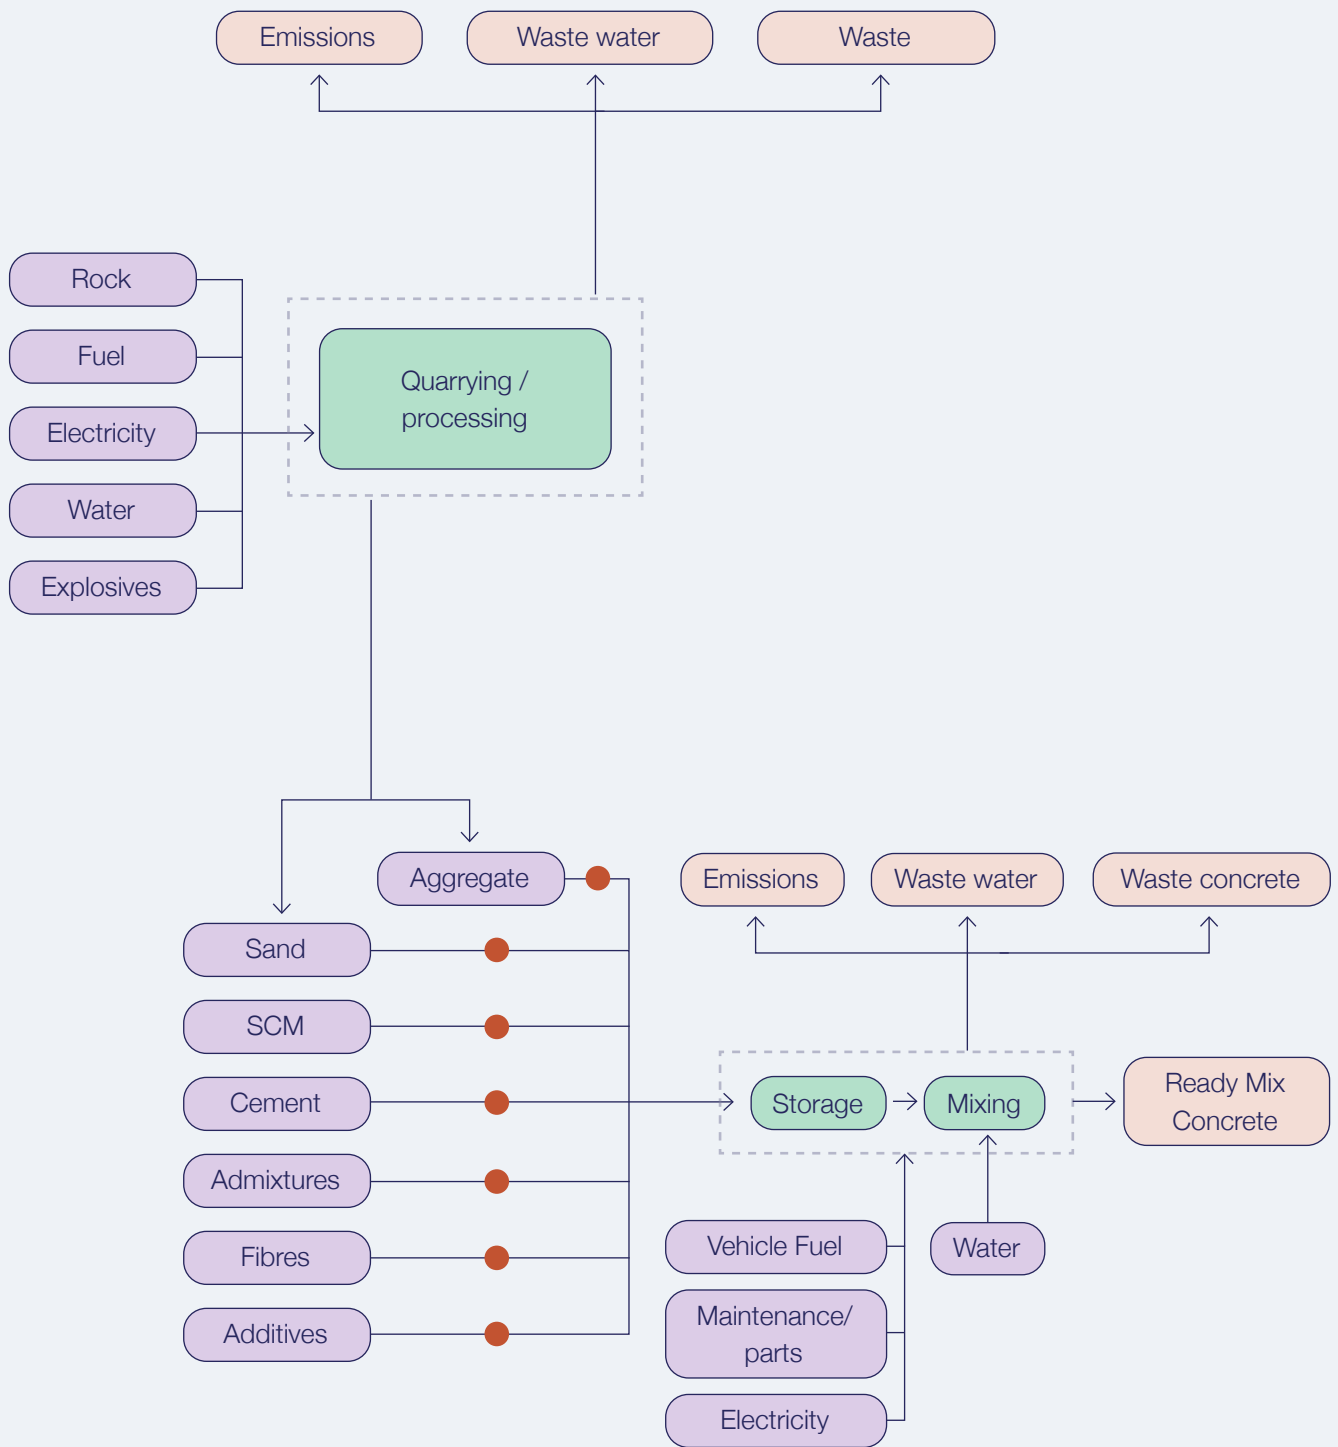 Emissions
Waste water
Waste
Rock
Fuel
Electricity
Water
Explosives
Quarrying /
processing
Aggregate
Sand
SCM
Cement
Admixtures
Fibres
Additives
Emissions
Waste water
Waste concrete
Storage
Mixing
Ready Mix
Concrete
Vehicle Fuel
Water
Maintenance/
parts
Electricity